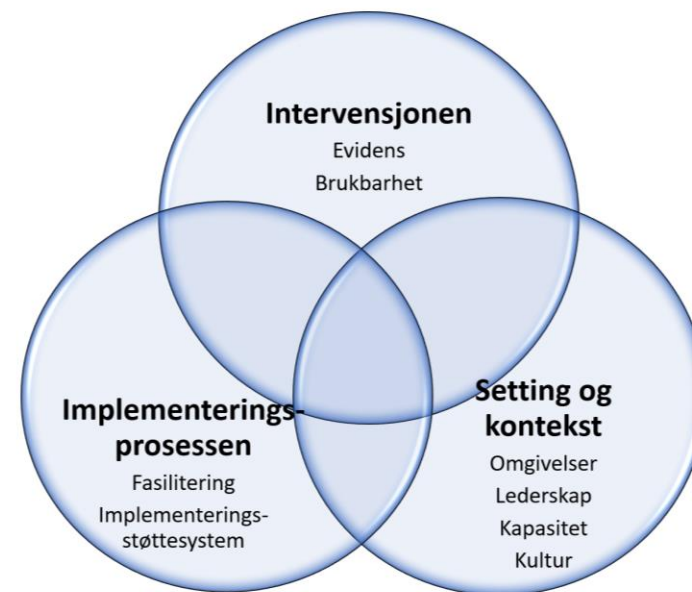 Intervensjonen
Evidens
Brukbarhet
Implementerings-
prosessen
Fasilitering
Implementerings-
støttesystem
Setting og
kontekst
Omgivelser
Lederskap
Kapasitet
Kultur